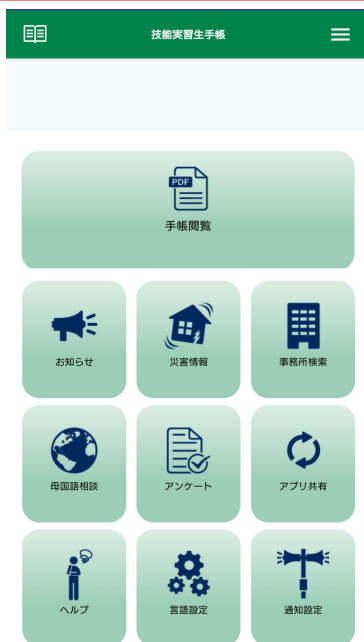 技能実習生手帳
PDF
手帳閲覧
お知らせ
災害情報
事務所検索
母国語相談
アンケート
アプリ共有
ヘルプ
言語設定
通知設定